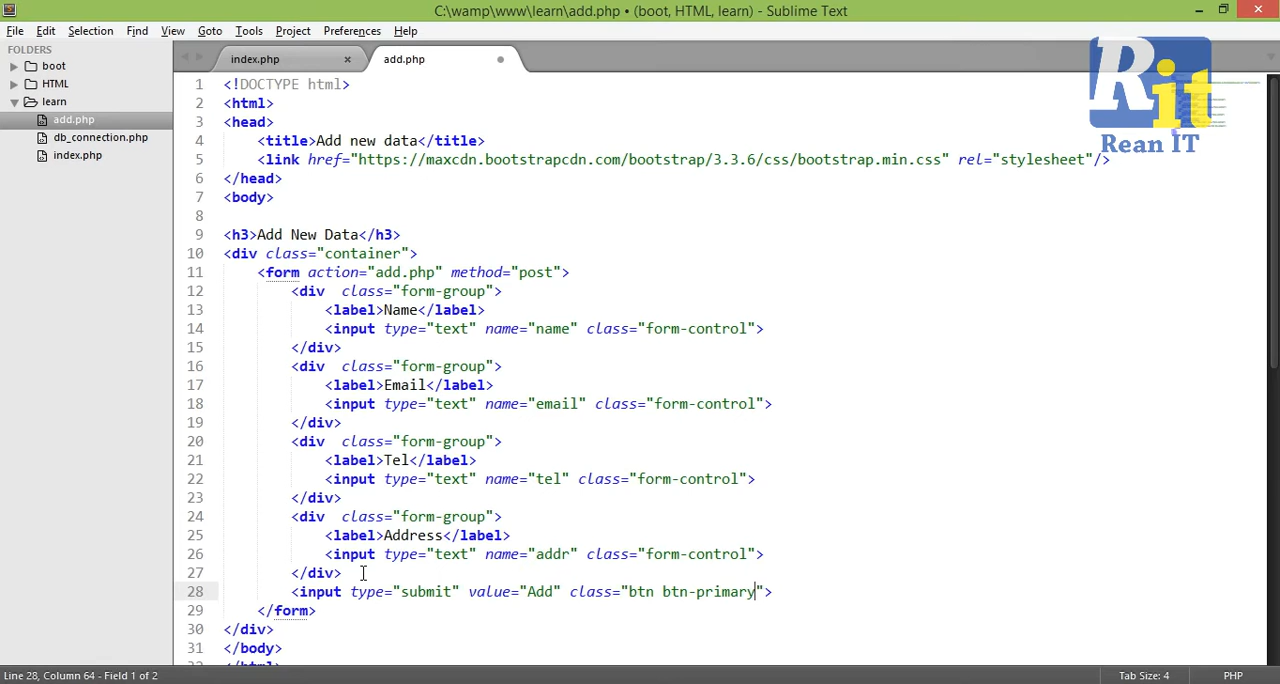 C:\wamp\www\learn\add.php • (boot, HTML, learn) - Sublime Text
File Edit Selection Find View Goto Tools Project Preferences Help
FOLDERS
boot
HTML
learn
add.php
db_connection.php
index.php
index.php × add.php
Rit
Rean IT
1 <!DOCTYPE html>
2 <html>
3 <head>
4 <title>Add new data</title>
5 <link href="https://maxcdn.bootstrapcdn.com/bootstrap/3.3.6/css/bootstrap.min.css" rel="stylesheet"/>
6 </head>
7 <body>
8
9 <h3>Add New Data</h3>
10 <div class="container">
11 <form action="add.php" method="post">
12 <div  class="form-group">
13 <label>Name</label>
14 <input type="text" name="name" class="form-control">
15 </div>
16 <div  class="form-group">
17 <label>Email</label>
18 <input type="text" name="email" class="form-control">
19 </div>
20 <div  class="form-group">
21 <label>Tel</label>
22 <input type="text" name="tel" class="form-control">
23 </div>
24 <div  class="form-group">
25 <label>Address</label>
26 <input type="text" name="addr" class="form-control">
27 </div>
28 <input type="submit" value="Add" class="btn btn-primary">
29 </form>
30 </div>
31 </body>
32 </html>
Line 28, Column 64 - Field 1 of 2 Tab Size: 4 PHP